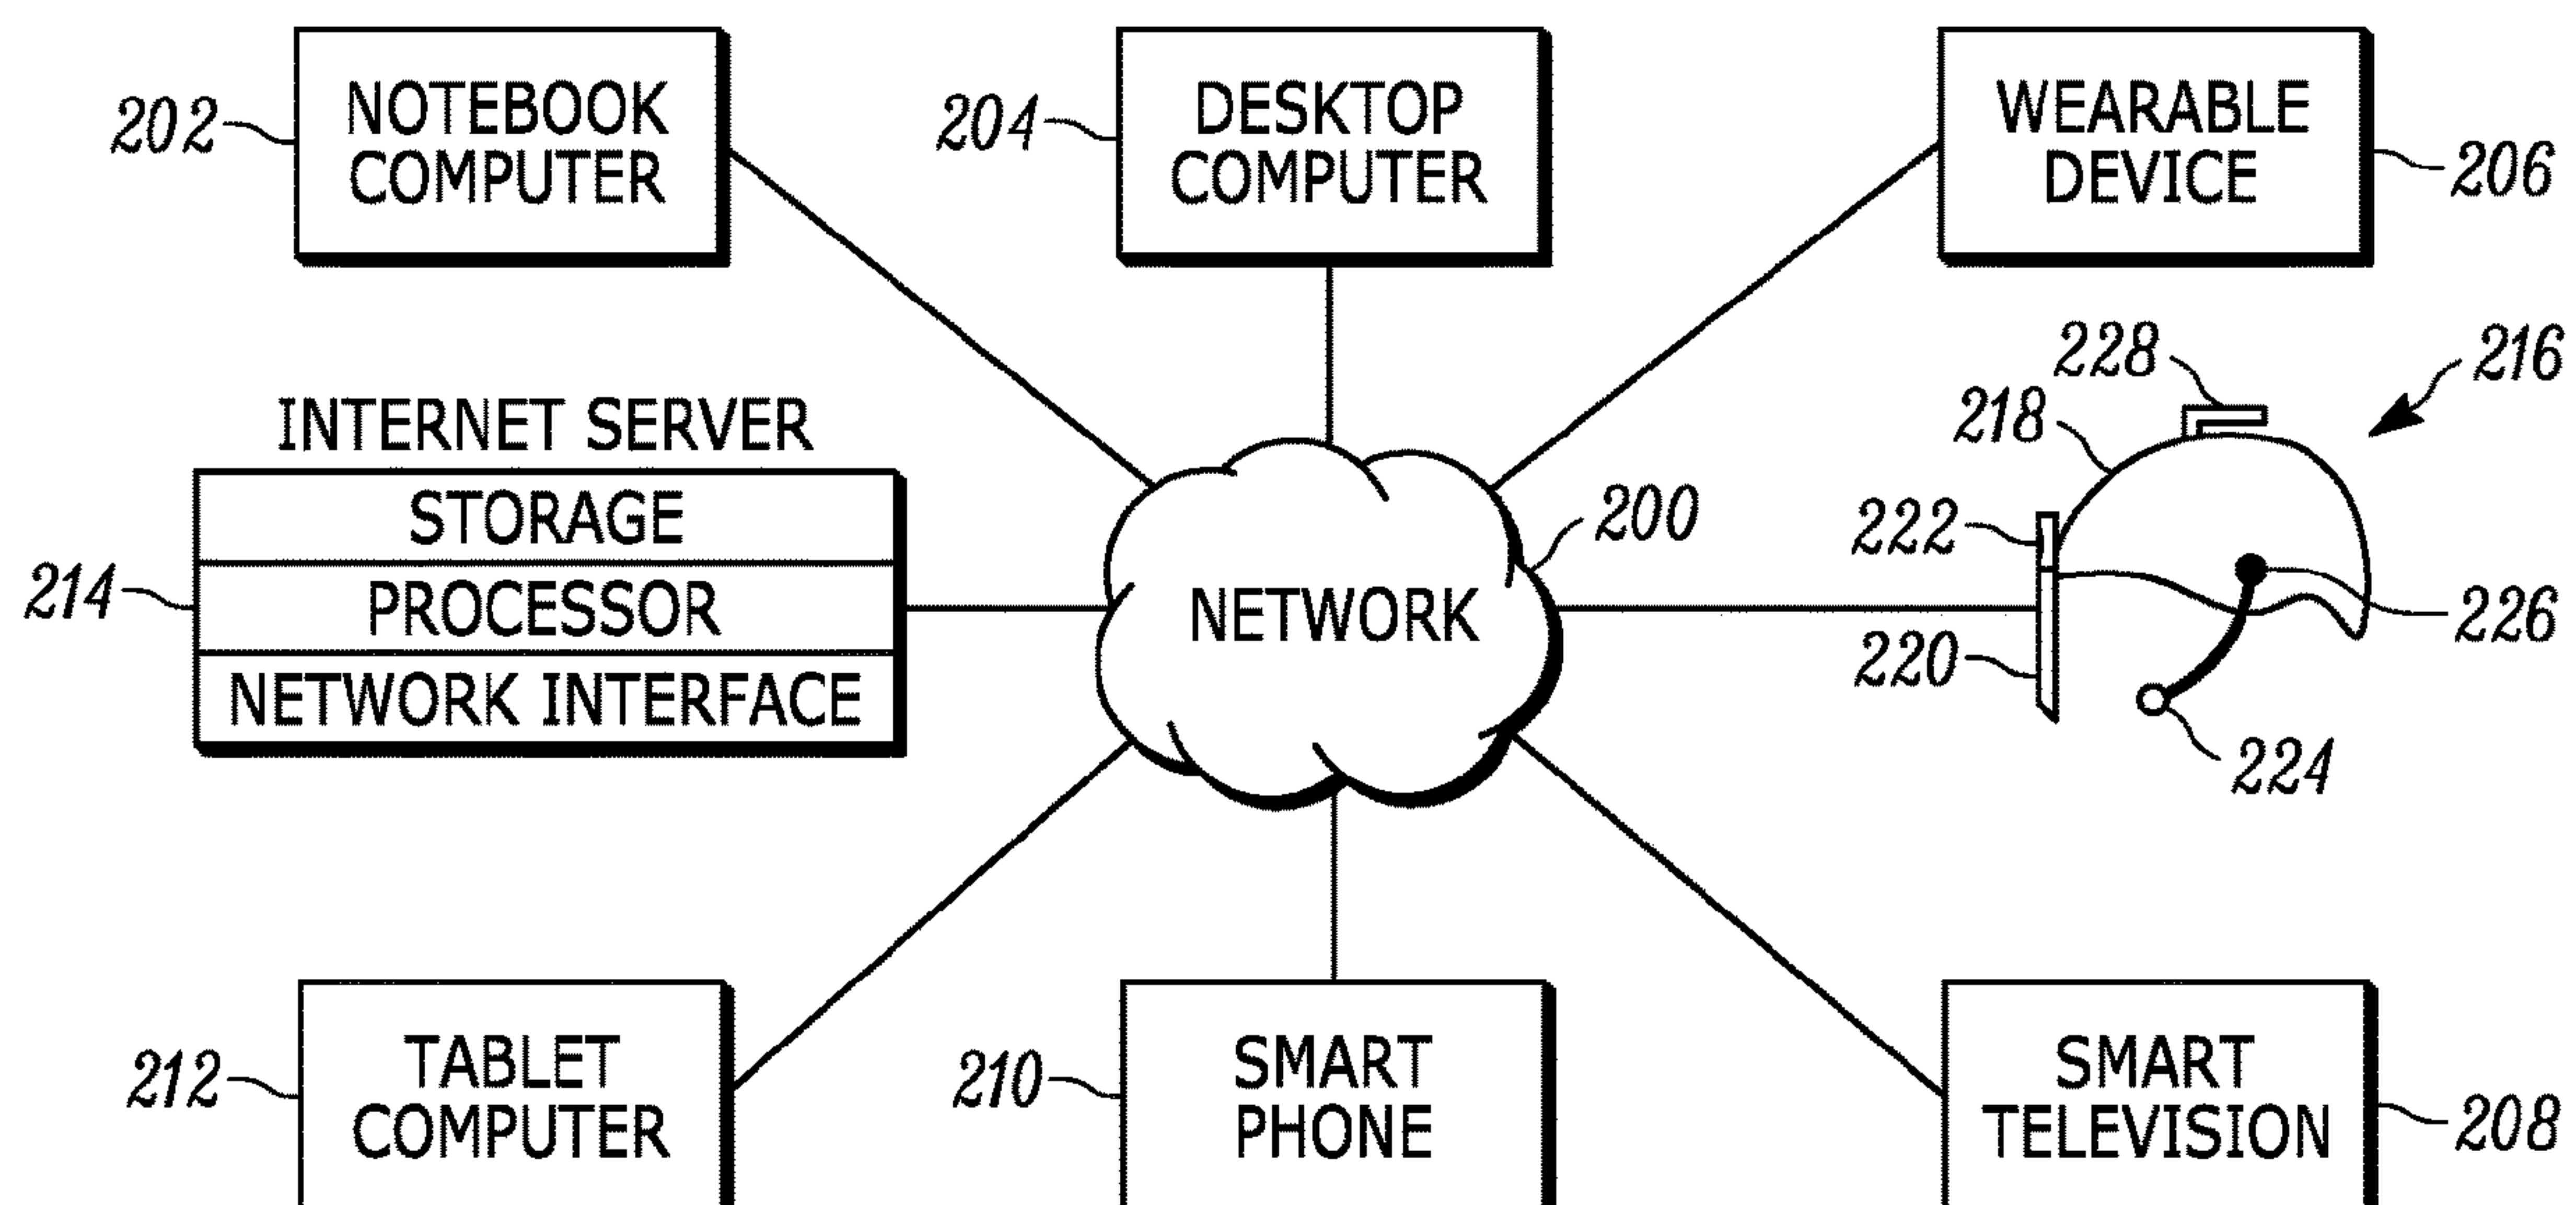 NOTEBOOK
COMPUTER
202
DESKTOP
COMPUTER
204
WEARABLE
DEVICE
206
228
216
218
INTERNET SERVER
STORAGE
PROCESSOR
NETWORK INTERFACE
214
NETWORK
200
222
220
226
224
TABLET
COMPUTER
212
SMART
PHONE
210
SMART
TELEVISION
208